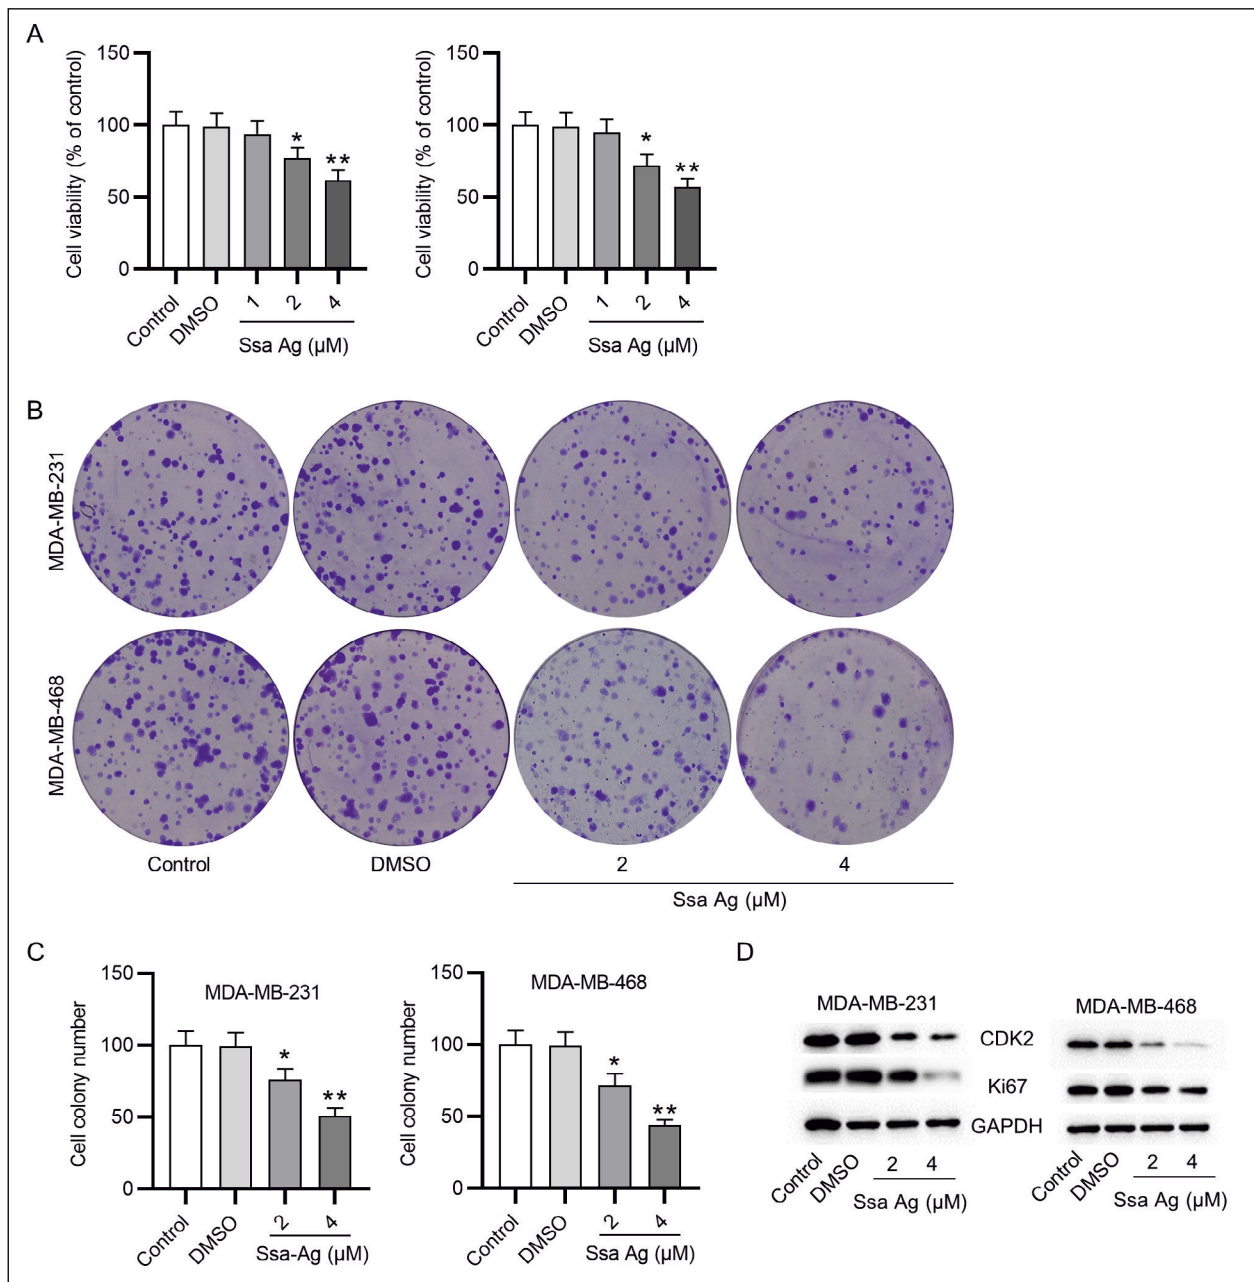 A
Cell viability (% of control)
150
100
50
0
*
**
Control
DMSO
1
2
4
Ssa Ag (µM)
Cell viability (% of control)
150
100
50
0
*
**
Control
DMSO
1
2
4
Ssa Ag (µM)
B
MDA-MB-231
MDA-MB-468
Control
DMSO
2
4
Ssa Ag (µM)
C
MDA-MB-231
Cell colony number
150
100
50
0
*
**
Control
DMSO
2
4
Ssa-Ag (µM)
MDA-MB-468
Cell colony number
150
100
50
0
*
**
Control
DMSO
2
4
Ssa Ag (µM)
D
MDA-MB-231
MDA-MB-468
CDK2
Ki67
GAPDH
Control
DMSO
2
4
Ssa Ag (µM)
Control
DMSO
2
4
Ssa Ag (µM)